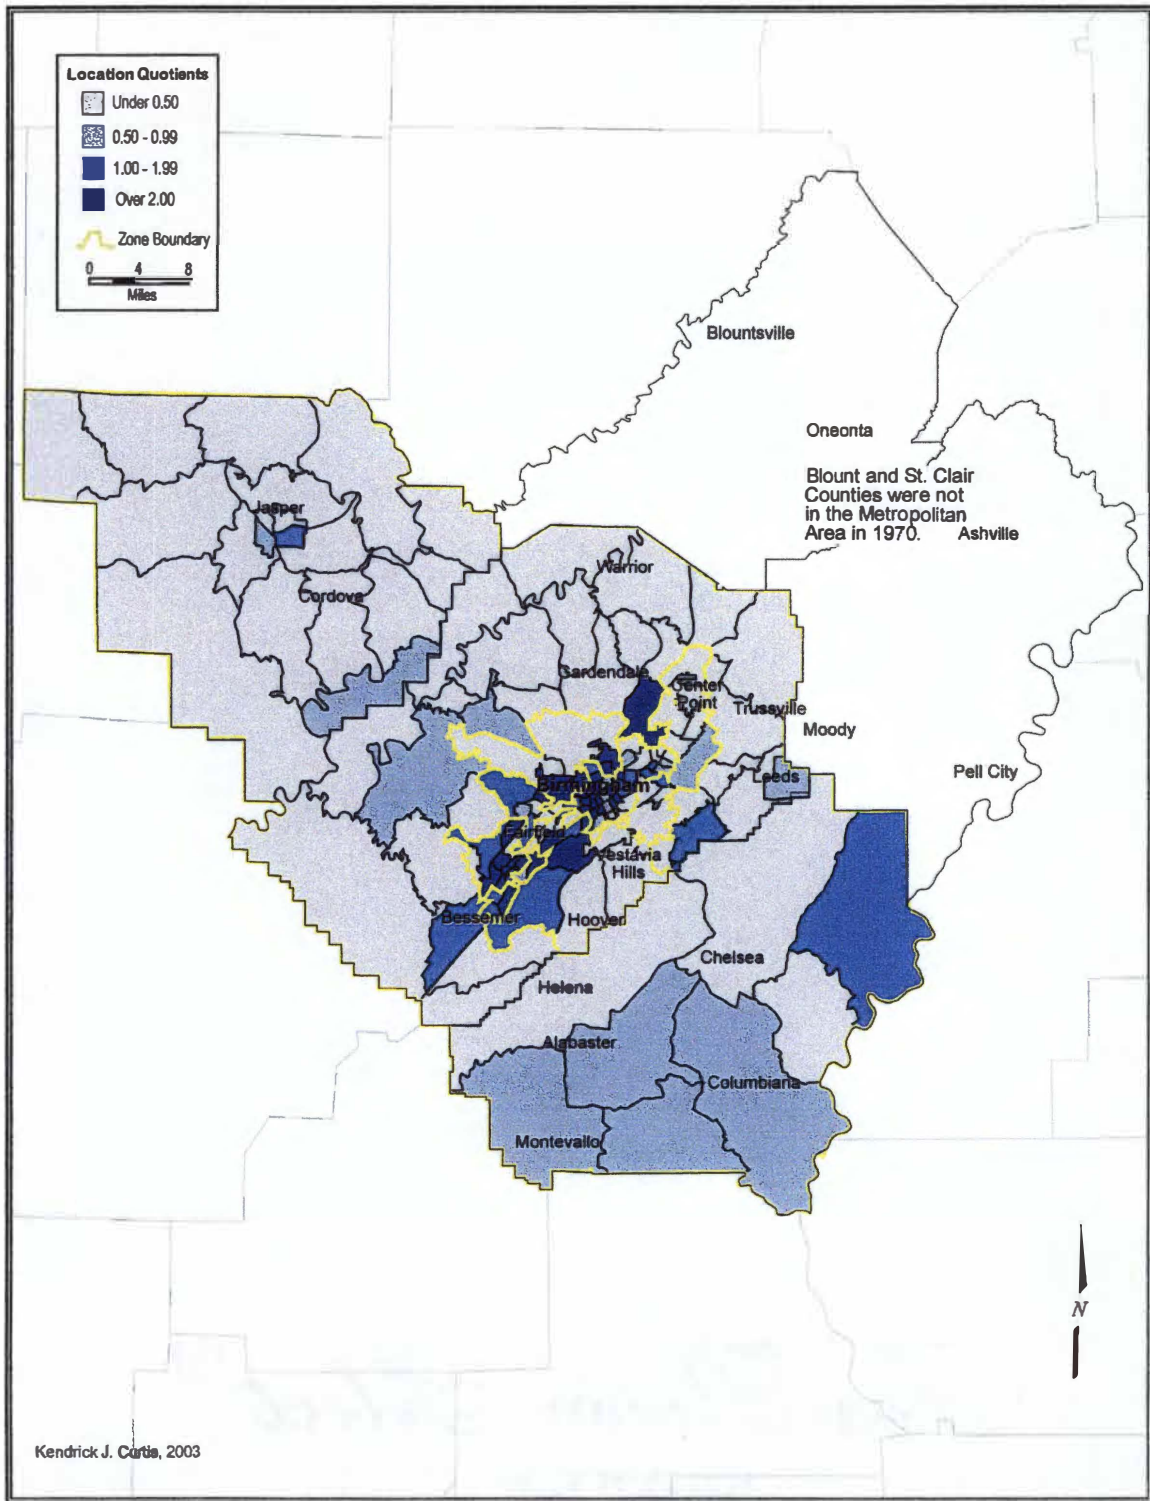 Location Quotients
Under 0.50
0.50 - 0.99
1.00 - 1.99
Over 2.00
Zone Boundary
0 4 8
Miles
Blountsville
Oneonta
Blount and St. Clair
Counties were not
in the Metropolitan
Area in 1970.
Ashville
Jasper
Warrior
Cordova
Gardendale
Center
Point
Trussville
Moody
Pell City
Leeds
Birmingham
Fairfield
Vestavia
Hills
Bessemer
Hoover
Chelsea
Helena
Alabaster
Columbiana
Montevallo
N
Kendrick J. Curtis, 2003